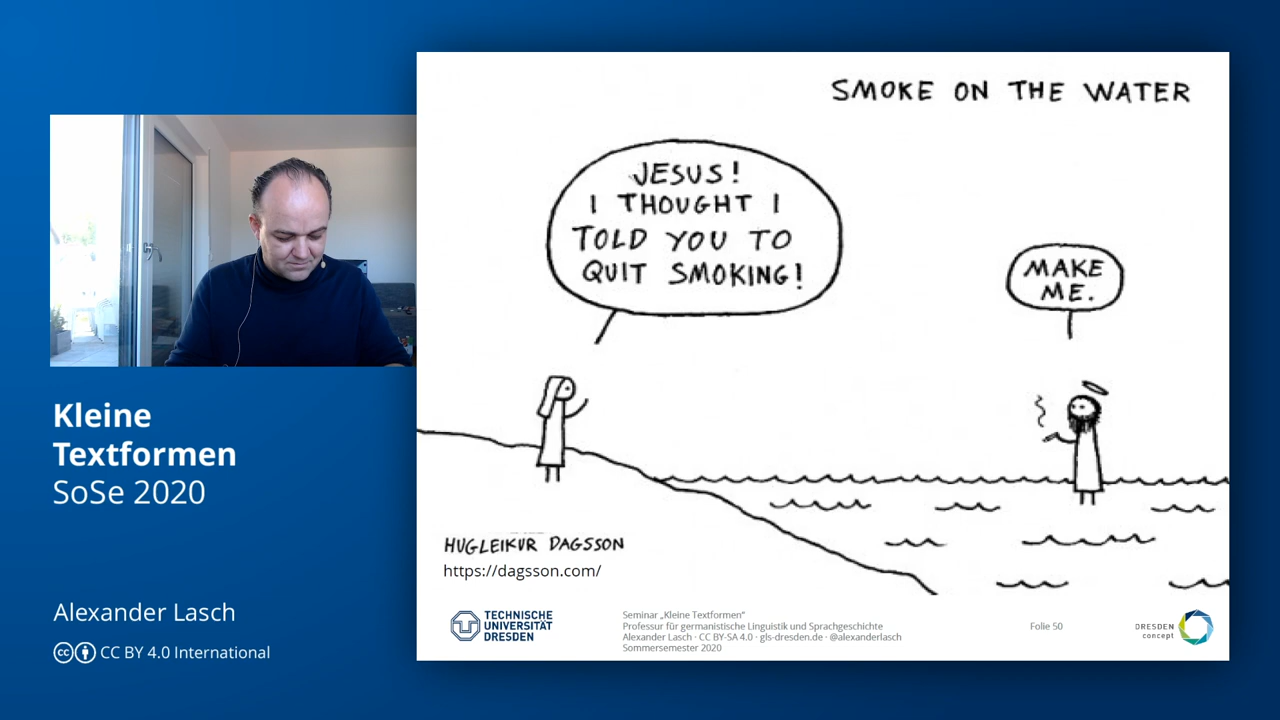 SMOKE ON THE WATER
JESUS!
I THOUGHT I
TOLD YOU TO
QUIT SMOKING!
MAKE
ME.
HUGLEIKUR DAGSSON
https://dagsson.com/
Kleine
Textformen
SoSe 2020
Alexander Lasch
CC BY 4.0 International
TECHNISCHE
UNIVERSITÄT
DRESDEN
Seminar „Kleine Textformen“
Professur für germanistische Linguistik und Sprachgeschichte
Alexander Lasch · CC BY-SA 4.0 · gls-dresden.de · @alexanderlasch
Sommersemester 2020
Folie 50
DRESDEN
concept